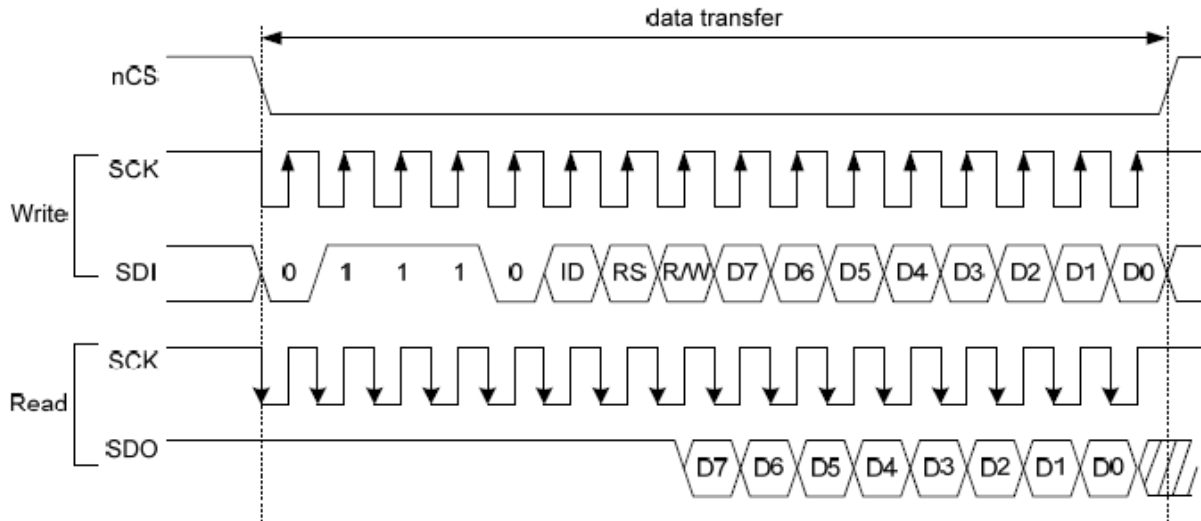 data transfer
nCS
SCK
Write
SDI 0 1 1 1 0 ID RS R/W D7 D6 D5 D4 D3 D2 D1 D0
SCK
Read
SDO D7 D6 D5 D4 D3 D2 D1 D0